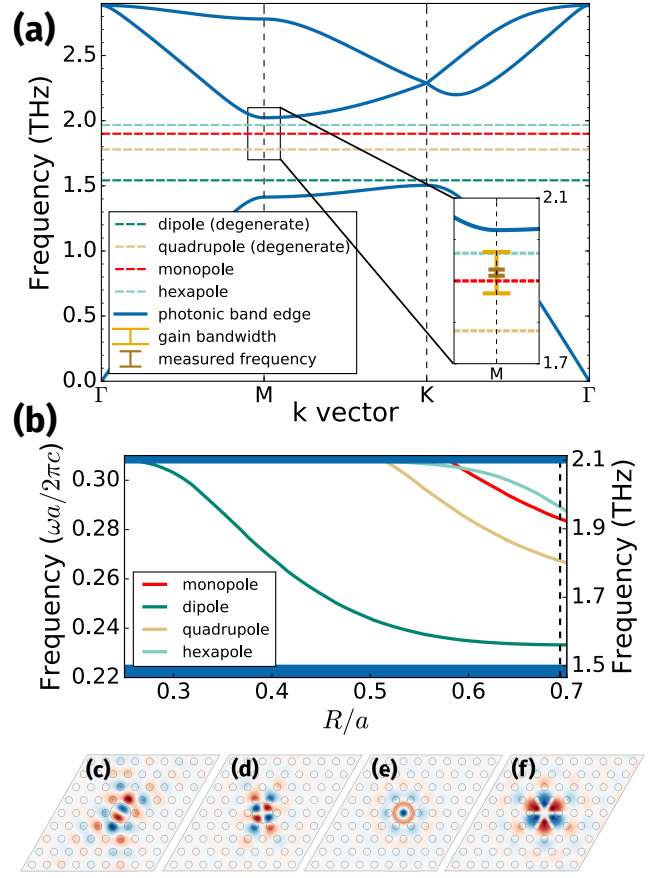 (a)
Frequency (THz)
2.5
2.0
1.5
1.0
0.5
0.0
dipole (degenerate)
quadrupole (degenerate)
monopole
hexapole
photonic band edge
gain bandwidth
measured frequency
2.1
1.7
M
Γ
M
K
Γ
k vector
(b)
Frequency (ωa/2πc)
0.30
0.28
0.26
0.24
0.22
monopole
dipole
quadrupole
hexapole
2.1
1.9
1.7
1.5
Frequency (THz)
0.3
0.4
0.5
0.6
0.7
R/a
(c)
(d)
(e)
(f)